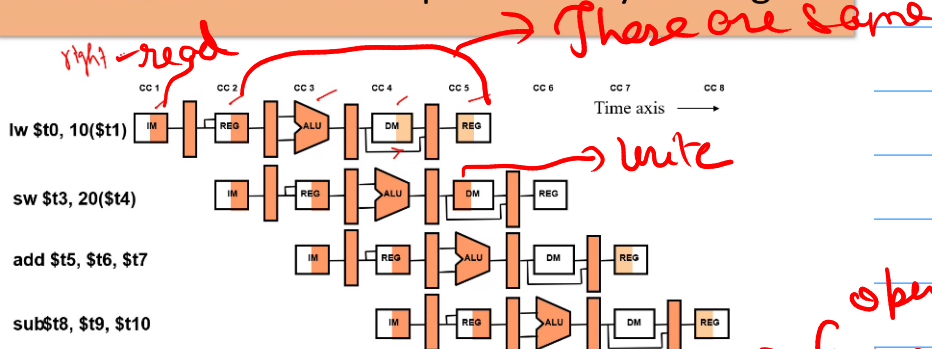 These are same
right - read
CC 1 CC 2 CC 3 CC 4 CC 5 CC 6 CC 7 CC 8
Time axis
lw $t0, 10($t1) IM REG ALU DM REG
write
sw $t3, 20($t4) IM REG ALU DM REG
add $t5, $t6, $t7 IM REG ALU DM REG
sub$t8, $t9, $t10 IM REG ALU DM REG